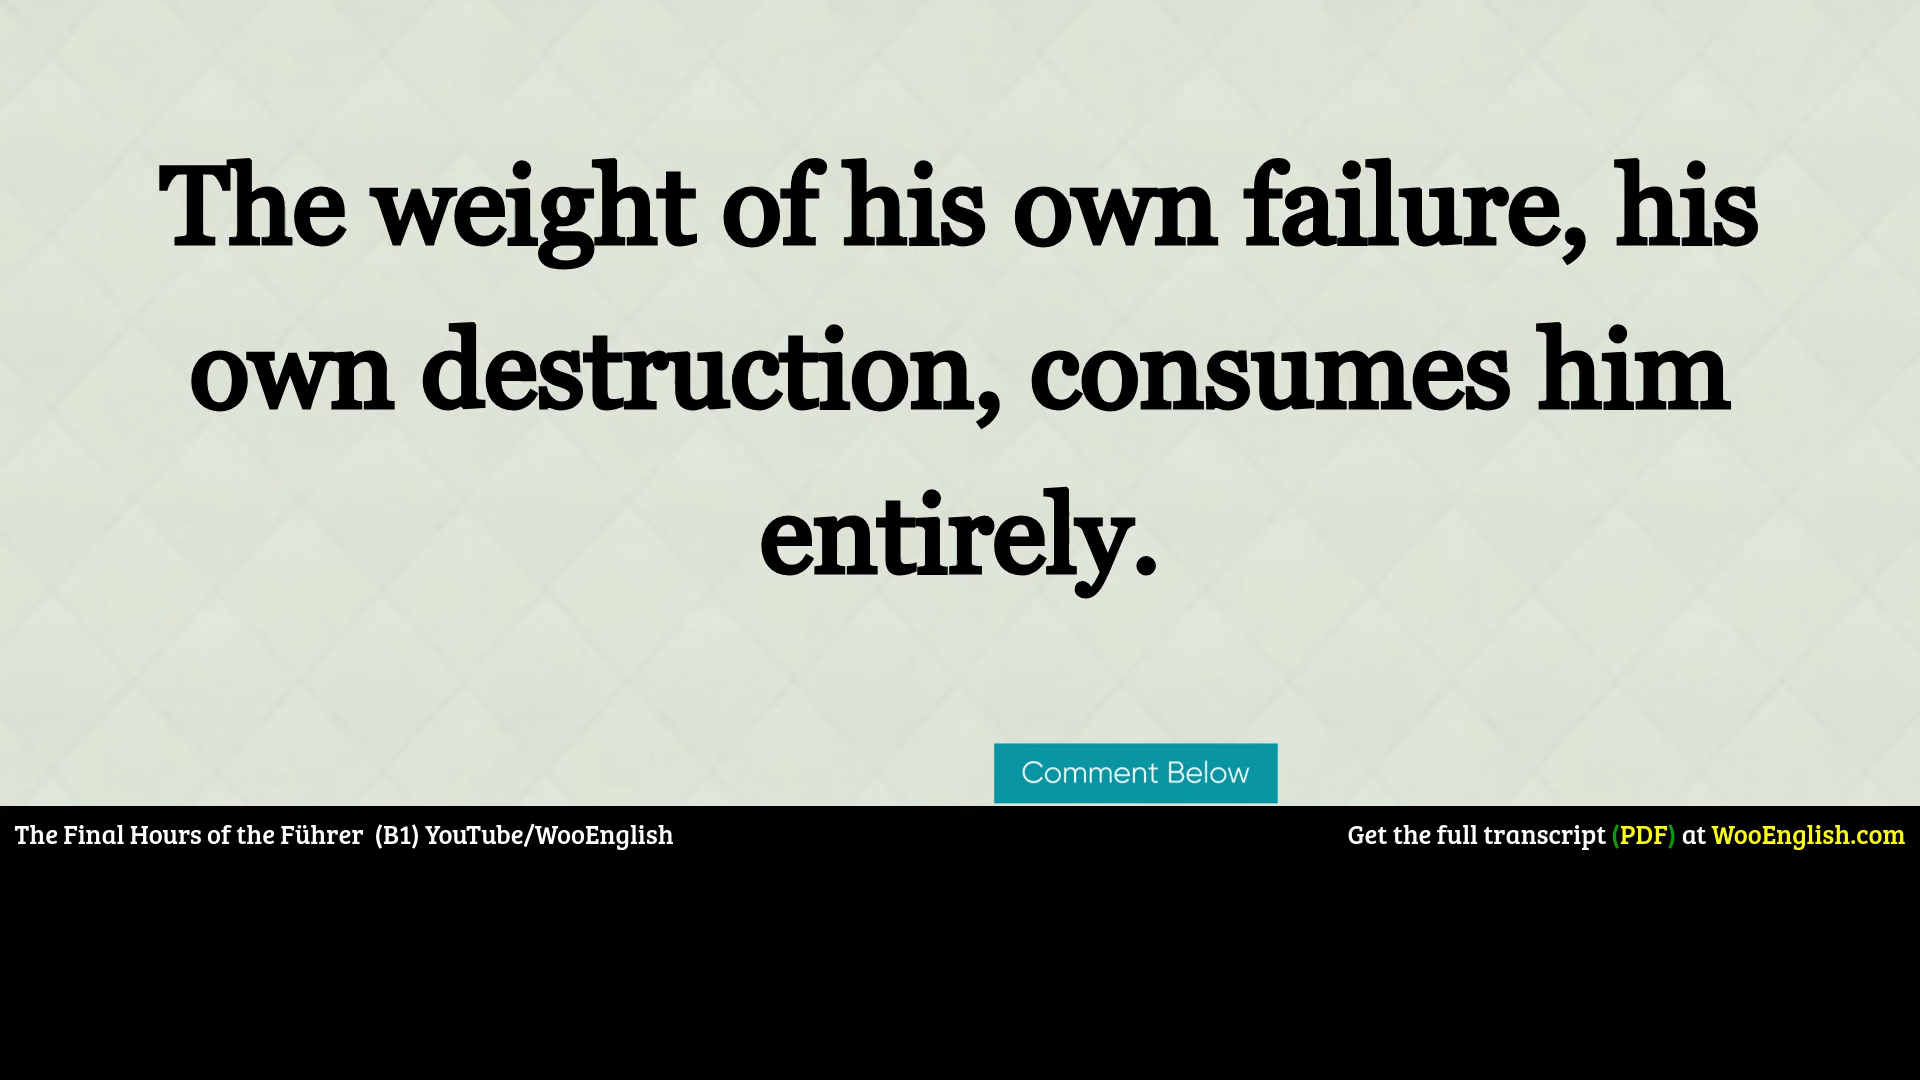 The weight of his own failure, his
own destruction, consumes him
entirely.
Comment Below
The Final Hours of the Führer (B1) YouTube/WooEnglish
Get the full transcript (PDF) at WooEnglish.com